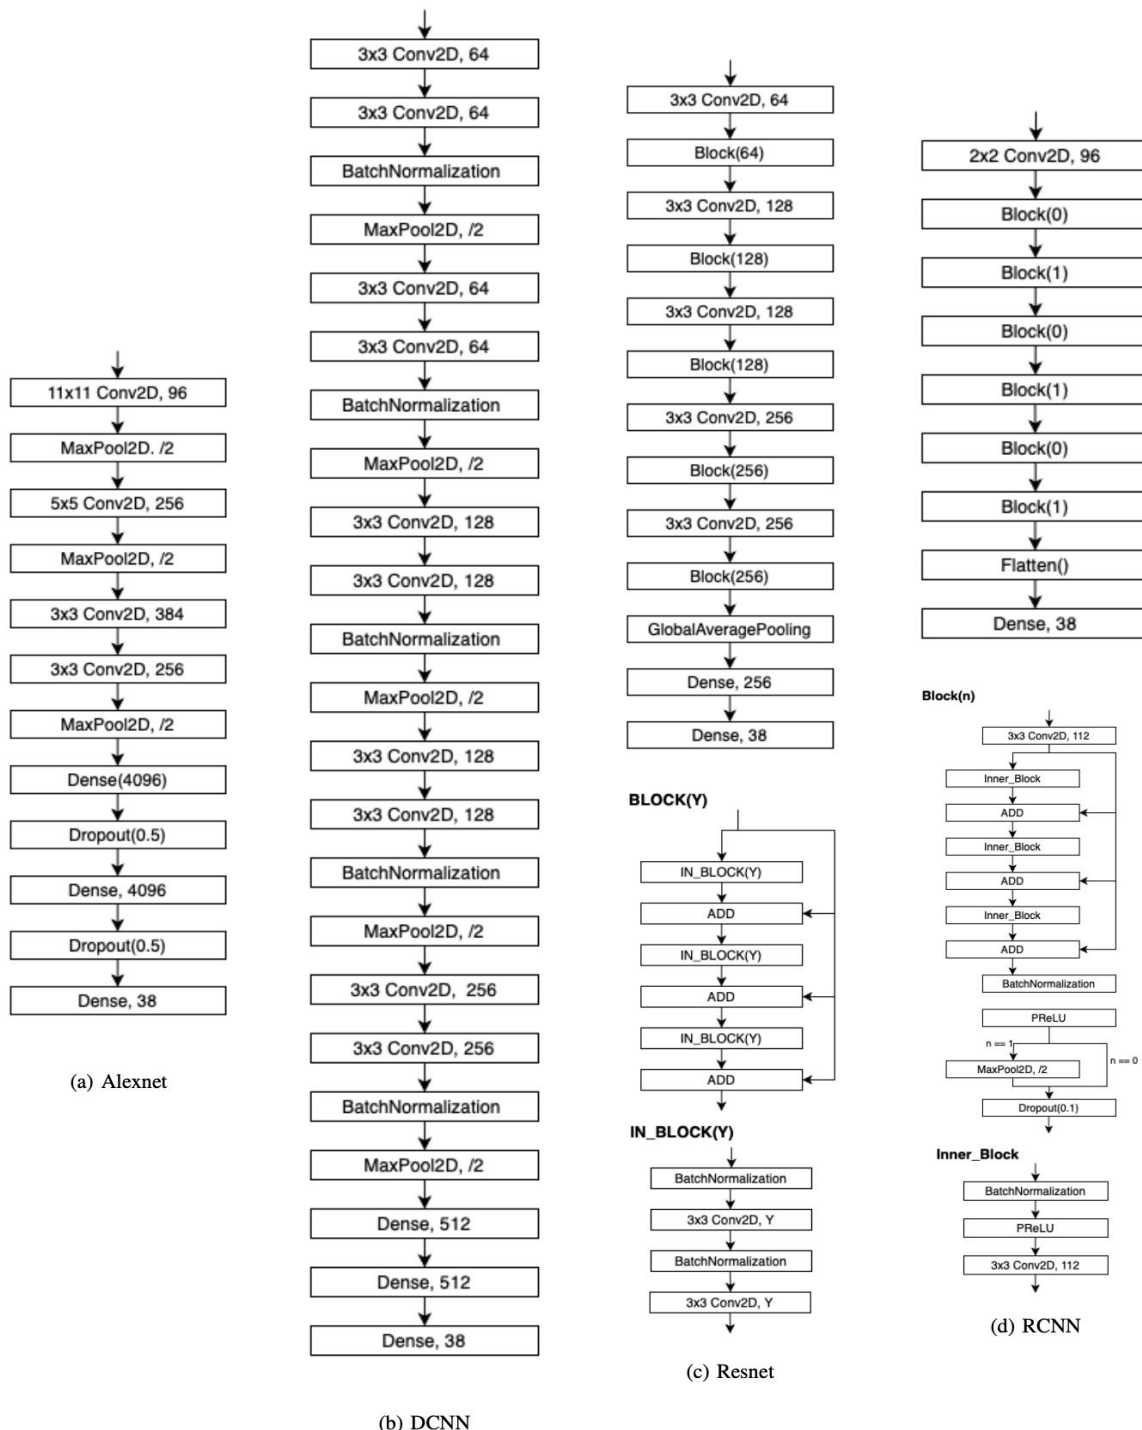 11x11 Conv2D, 96
MaxPool2D. /2
5x5 Conv2D, 256
MaxPool2D, /2
3x3 Conv2D, 384
3x3 Conv2D, 256
MaxPool2D, /2
Dense(4096)
Dropout(0.5)
Dense, 4096
Dropout(0.5)
Dense, 38
(a) Alexnet
3x3 Conv2D, 64
3x3 Conv2D, 64
BatchNormalization
MaxPool2D, /2
3x3 Conv2D, 64
3x3 Conv2D, 64
BatchNormalization
MaxPool2D, /2
3x3 Conv2D, 128
3x3 Conv2D, 128
BatchNormalization
MaxPool2D, /2
3x3 Conv2D, 128
3x3 Conv2D, 128
BatchNormalization
MaxPool2D, /2
3x3 Conv2D, 256
3x3 Conv2D, 256
BatchNormalization
MaxPool2D, /2
Dense, 512
Dense, 512
Dense, 38
(b) DCNN
3x3 Conv2D, 64
Block(64)
3x3 Conv2D, 128
Block(128)
3x3 Conv2D, 128
Block(128)
3x3 Conv2D, 256
Block(256)
3x3 Conv2D, 256
Block(256)
GlobalAveragePooling
Dense, 256
Dense, 38
BLOCK(Y)
IN_BLOCK(Y)
ADD
IN_BLOCK(Y)
ADD
IN_BLOCK(Y)
ADD
IN_BLOCK(Y)
BatchNormalization
3x3 Conv2D, Y
BatchNormalization
3x3 Conv2D, Y
(c) Resnet
2x2 Conv2D, 96
Block(0)
Block(1)
Block(0)
Block(1)
Block(0)
Block(1)
Flatten()
Dense, 38
Block(n)
3x3 Conv2D, 112
Inner_Block
ADD
Inner_Block
ADD
Inner_Block
ADD
BatchNormalization
PReLU
n == 1
n == 0
MaxPool2D, /2
Dropout(0.1)
Inner_Block
BatchNormalization
PReLU
3x3 Conv2D, 112
(d) RCNN